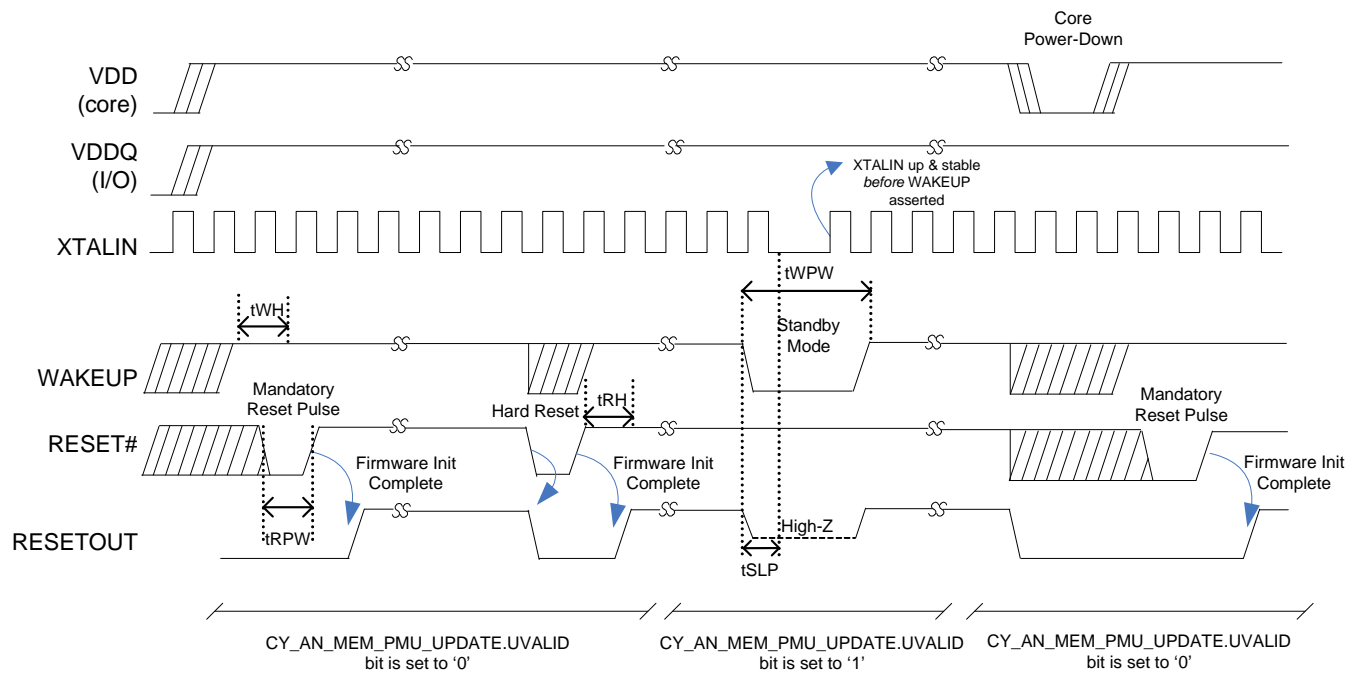 Core
Power-Down
VDD
(core)
VDDQ
(I/O)
XTALIN up & stable
before WAKEUP
asserted
XTALIN
tWPW
tWH
Standby
Mode
WAKEUP
Mandatory
Reset Pulse
Hard Reset
tRH
Mandatory
Reset Pulse
RESET#
Firmware Init
Complete
Firmware Init
Complete
Firmware Init
Complete
High-Z
RESETOUT
tRPW
tSLP
CY_AN_MEM_PMU_UPDATE.UVALID
bit is set to ‘0’
CY_AN_MEM_PMU_UPDATE.UVALID
bit is set to ‘1’
CY_AN_MEM_PMU_UPDATE.UVALID
bit is set to ‘0’